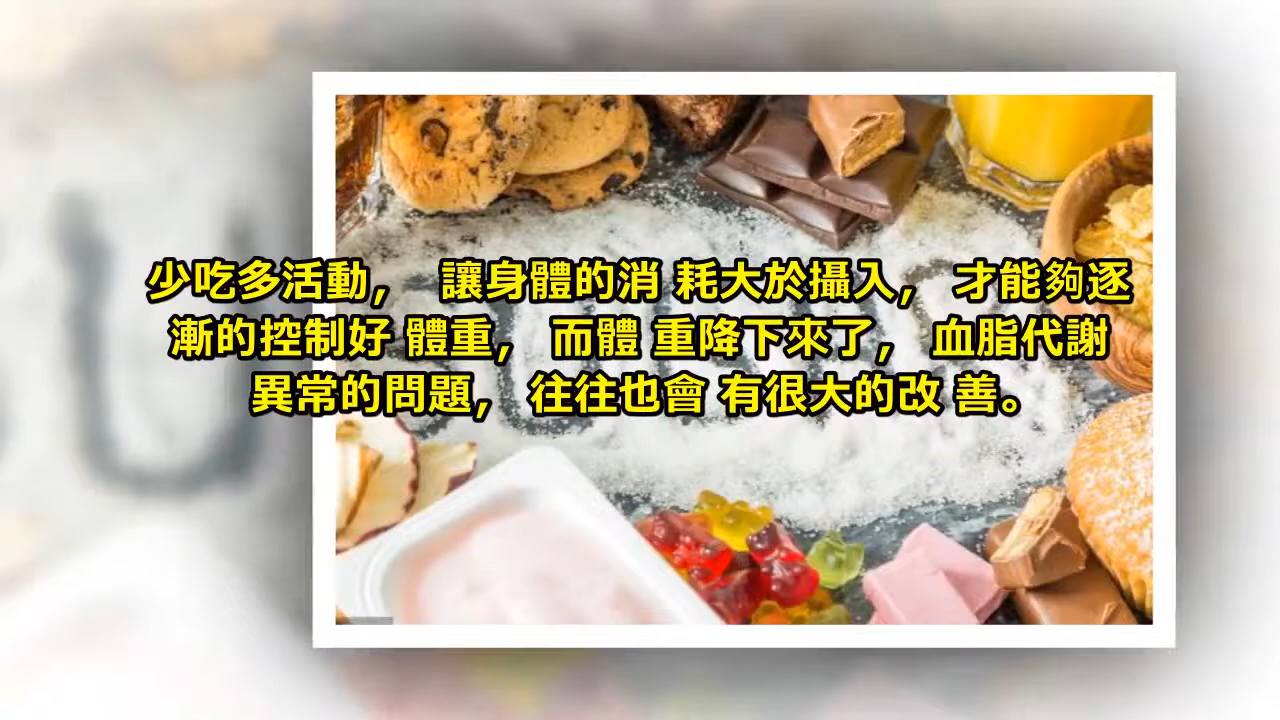 少吃多活動， 讓身體的消 耗大於攝入， 才能夠逐
漸的控制好 體重， 而體 重降下來了， 血脂代謝
異常的問題， 往往也會 有很大的改 善。